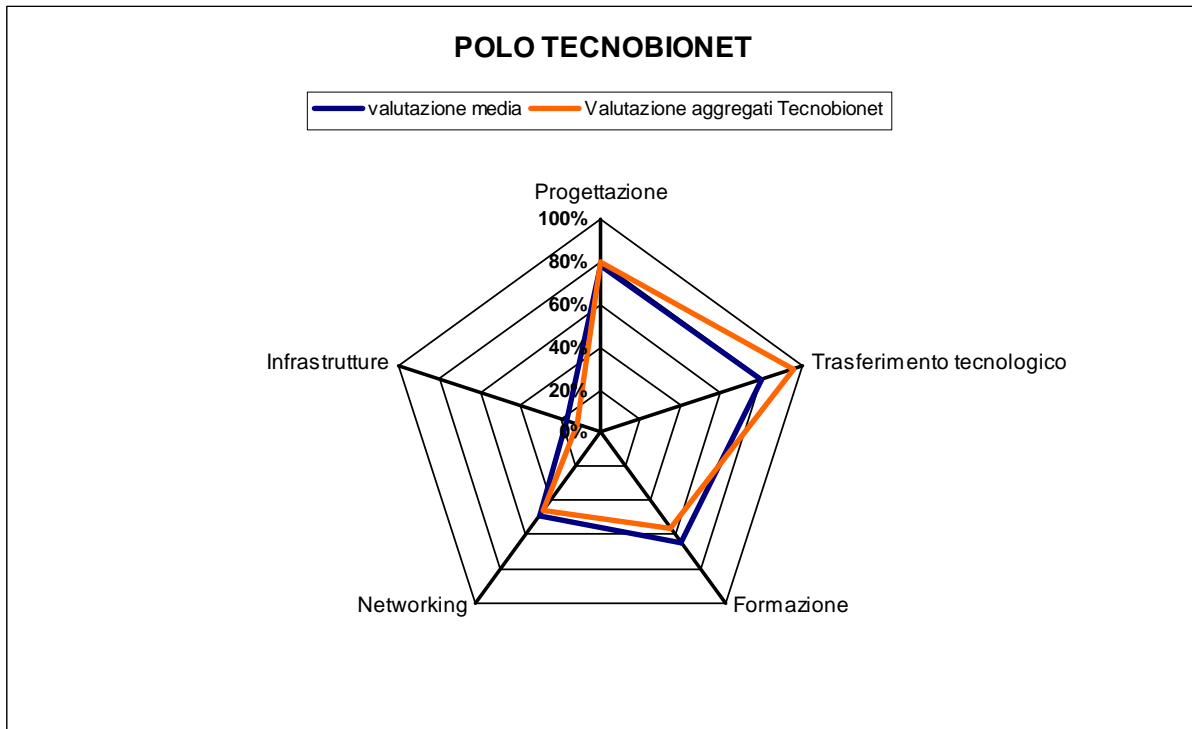 POLO TECNOBIONET
valutazione media Valutazione aggregati Tecnobionet
Progettazione
100%
80%
60%
Infrastrutture
Trasferimento tecnologico
40%
20%
0%
Networking
Formazione